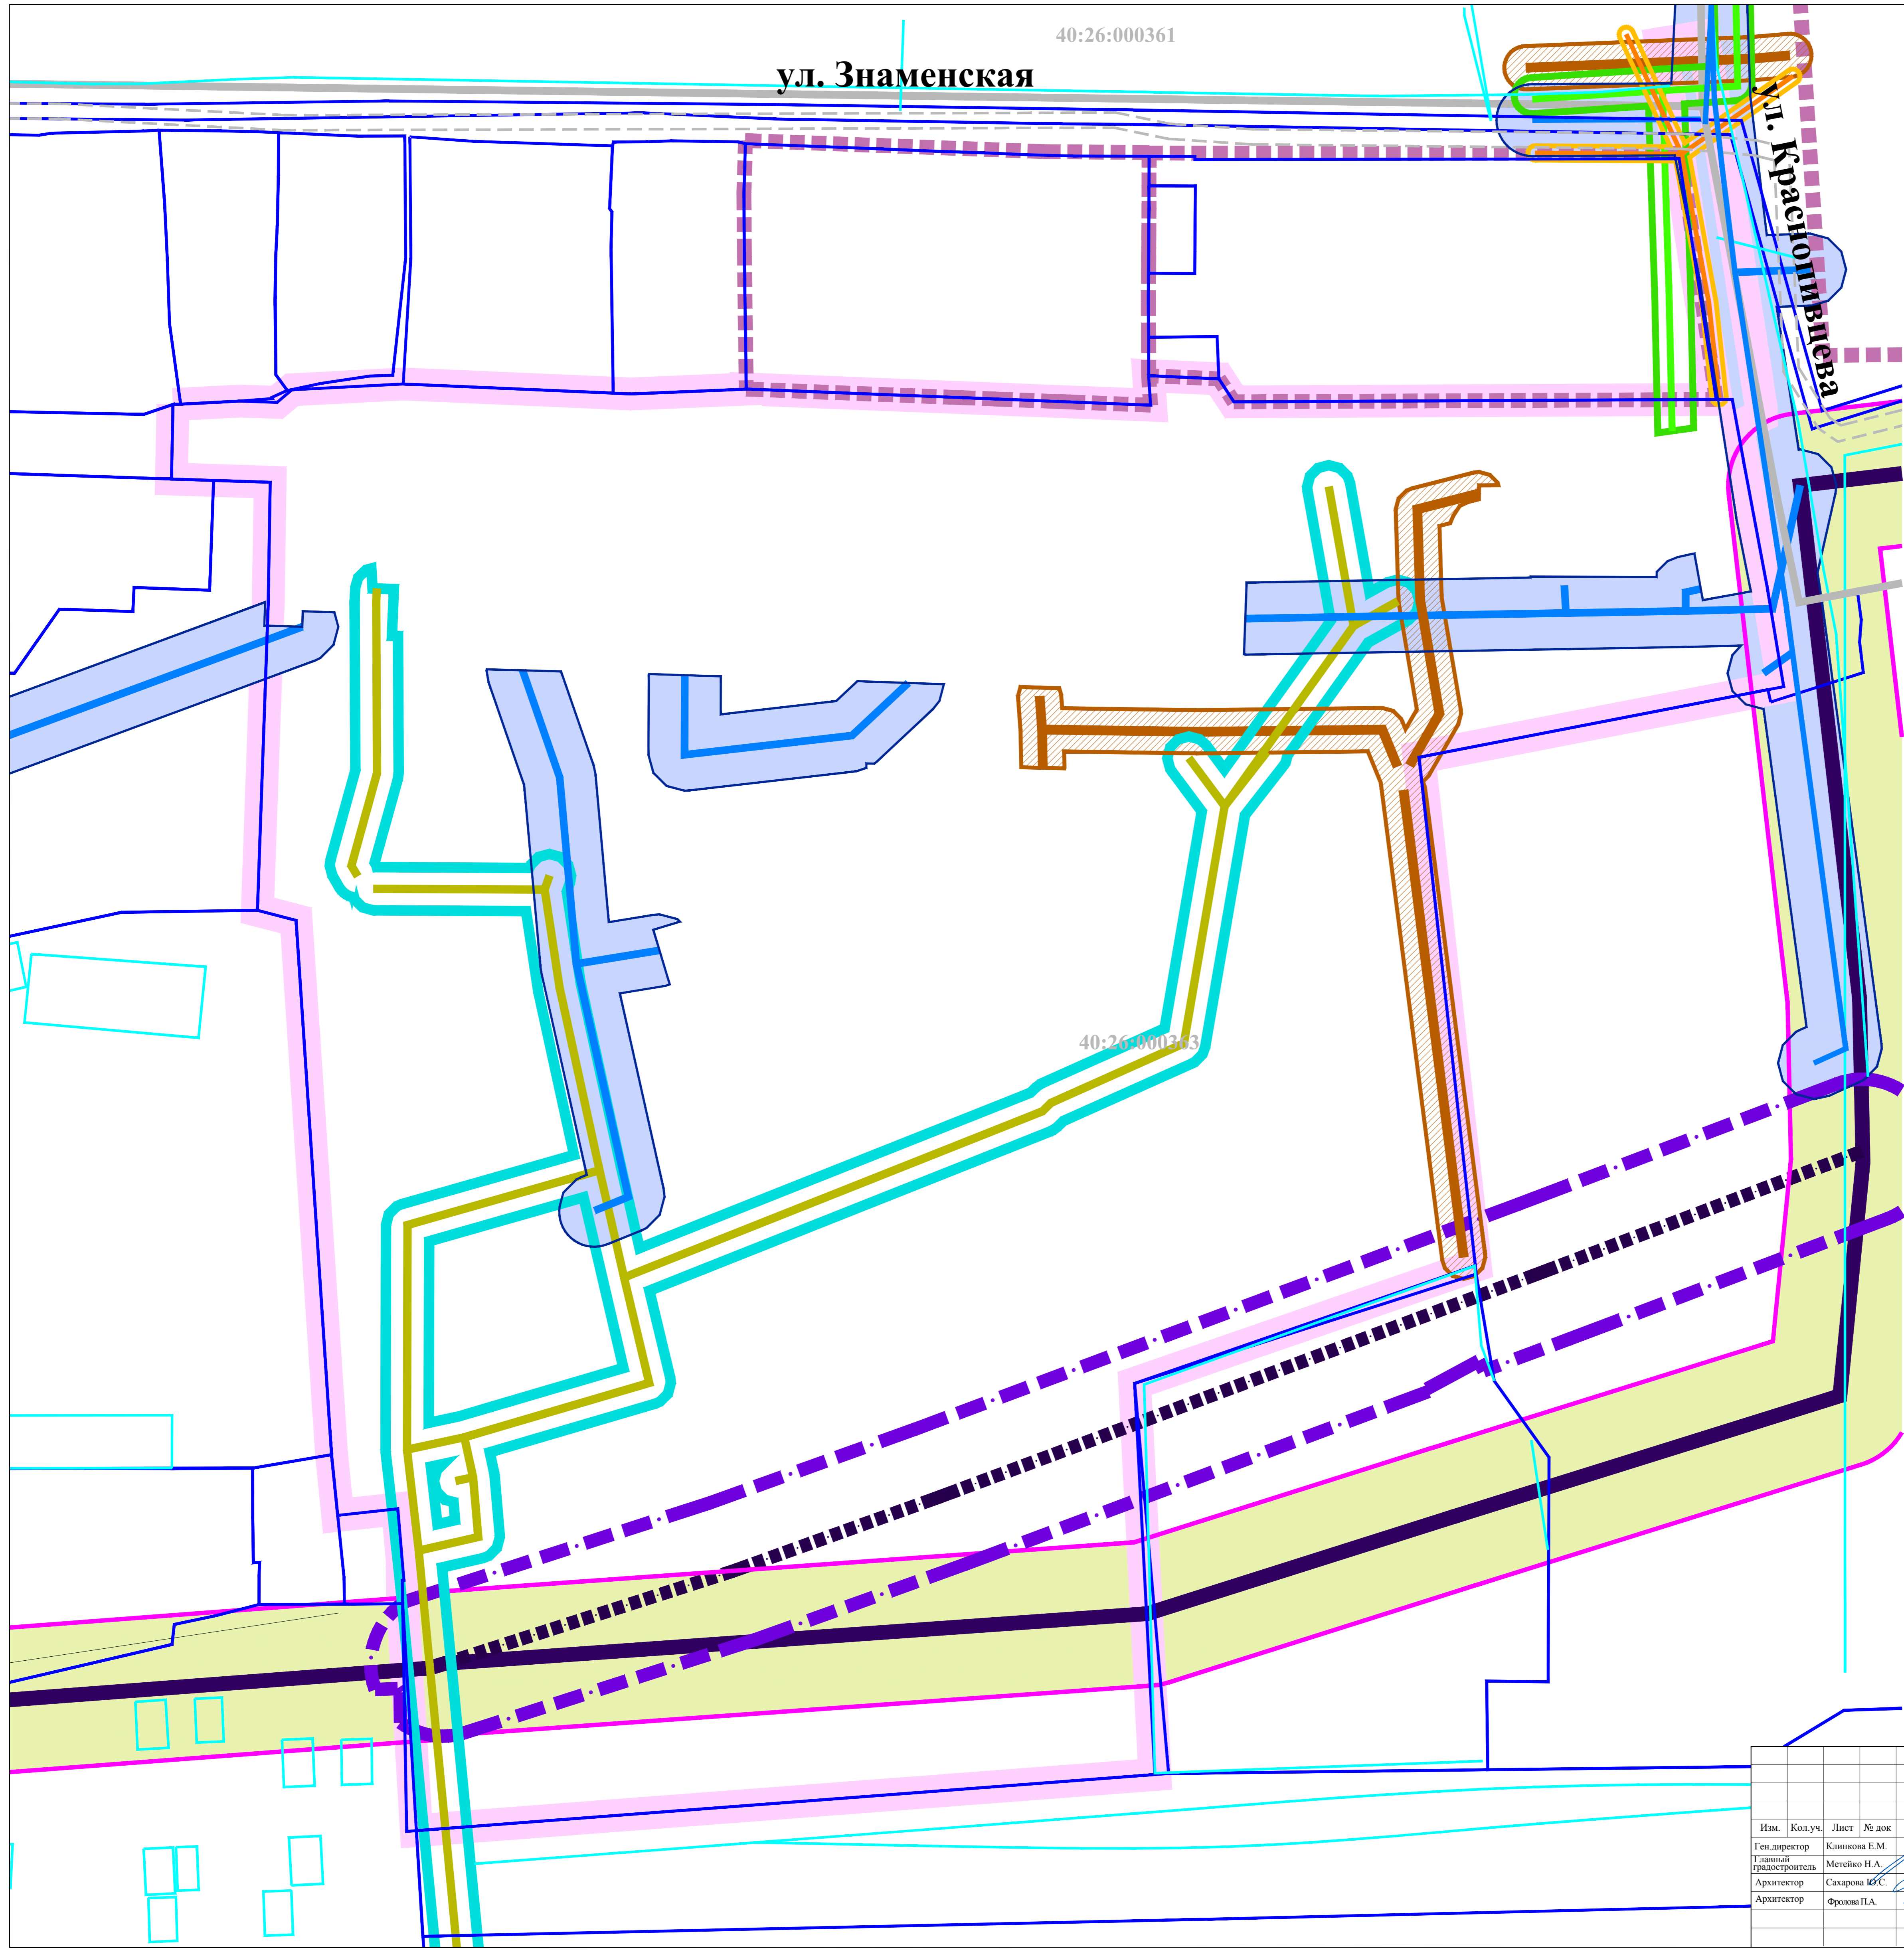 40:26:000361
ул. Знаменская
ул. Краснопивцева
40:26:000363
Изм. Кол.уч. Лист № док
Ген.директор Клинкова Е.М.
Главный
градостроитель Метейко Н.А.
Архитектор Сахарова Ю.С.
Архитектор Фролова П.А.